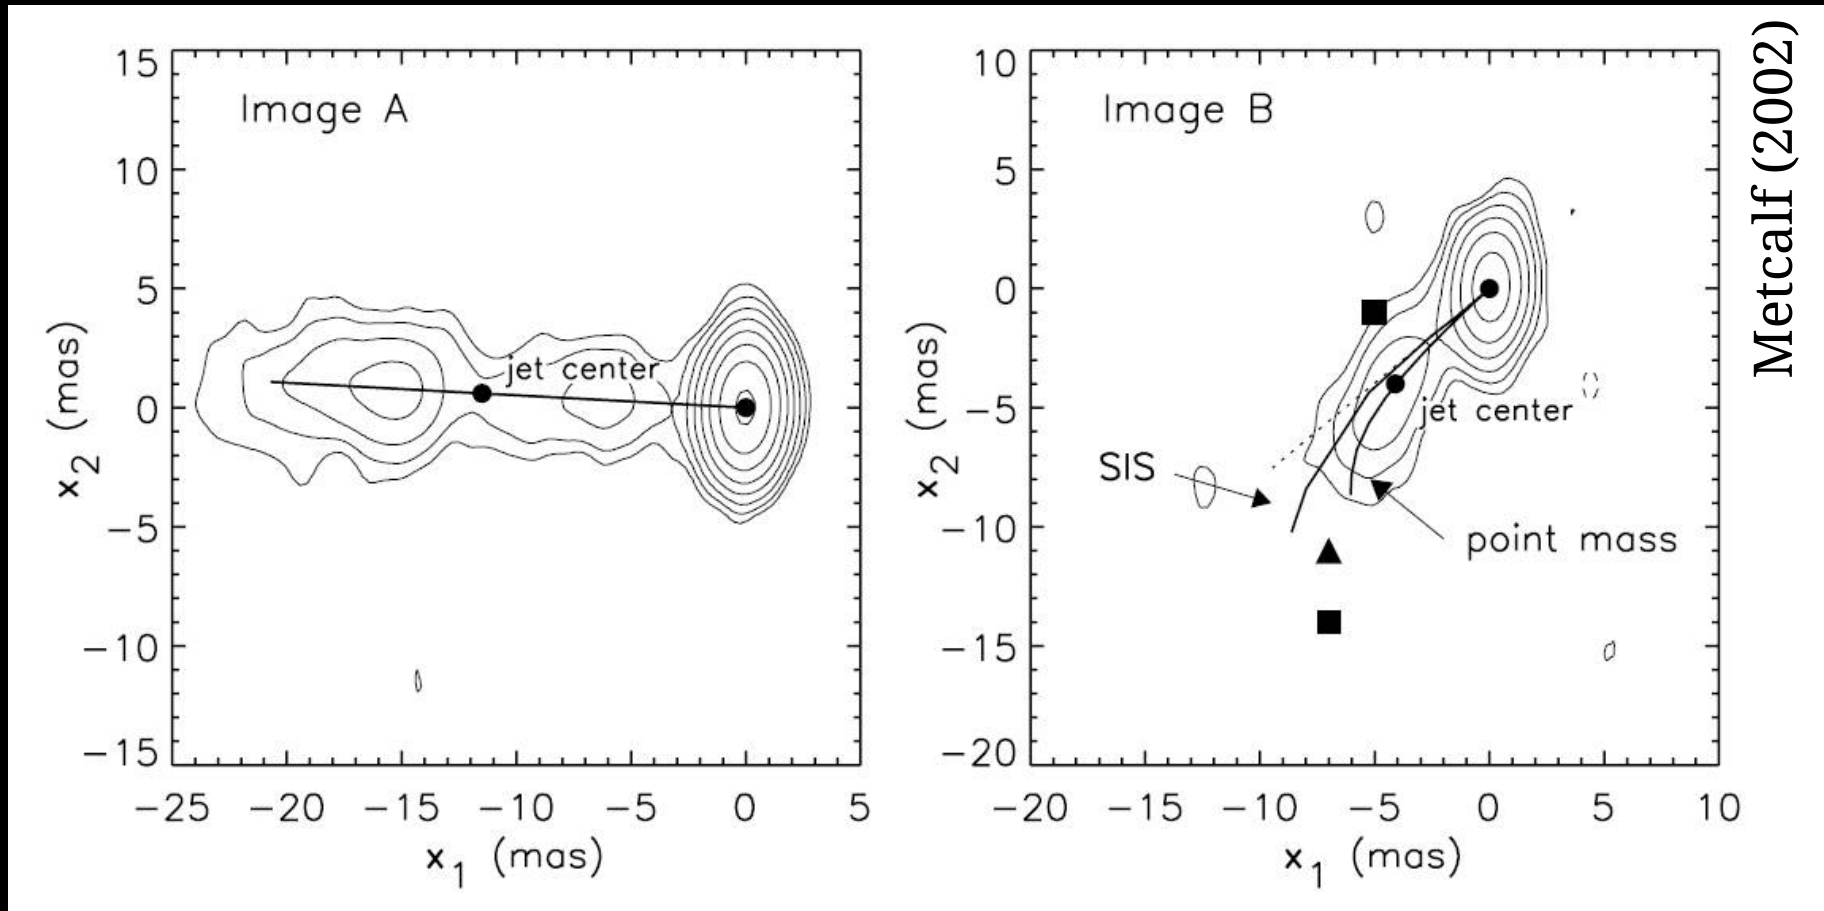 Image A
15
10
5
0
−5
−10
−15
jet center
−25 −20 −15 −10 −5 0 5
x1 (mas)
x2 (mas)
Image B
10
5
0
−5
−10
−15
−20
jet center
SIS
point mass
−20 −15 −10 −5 0 5 10
x1 (mas)
x2 (mas)
Metcalf (2002)